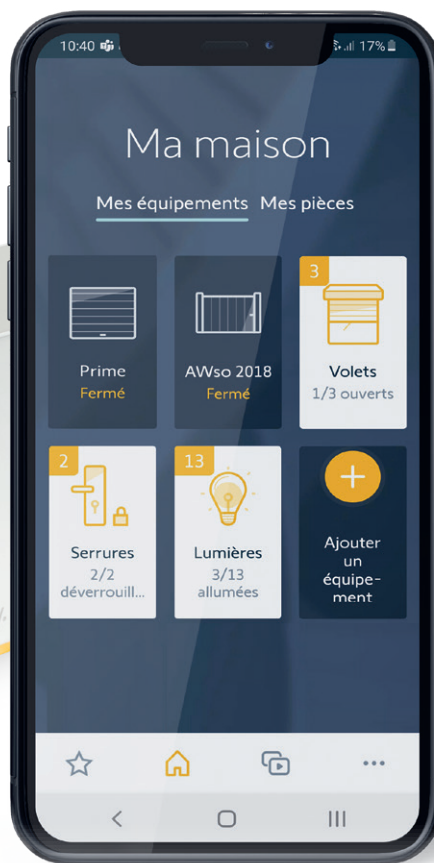 10:40
17%
Ma maison
Mes équipements Mes pièces
Prime
Fermé
AWso 2018
Fermé
3
Volets
1/3 ouverts
2
Serrures
2/2
déverrouill...
13
Lumières
3/13
allumées
Ajouter
un
équipe-
ment